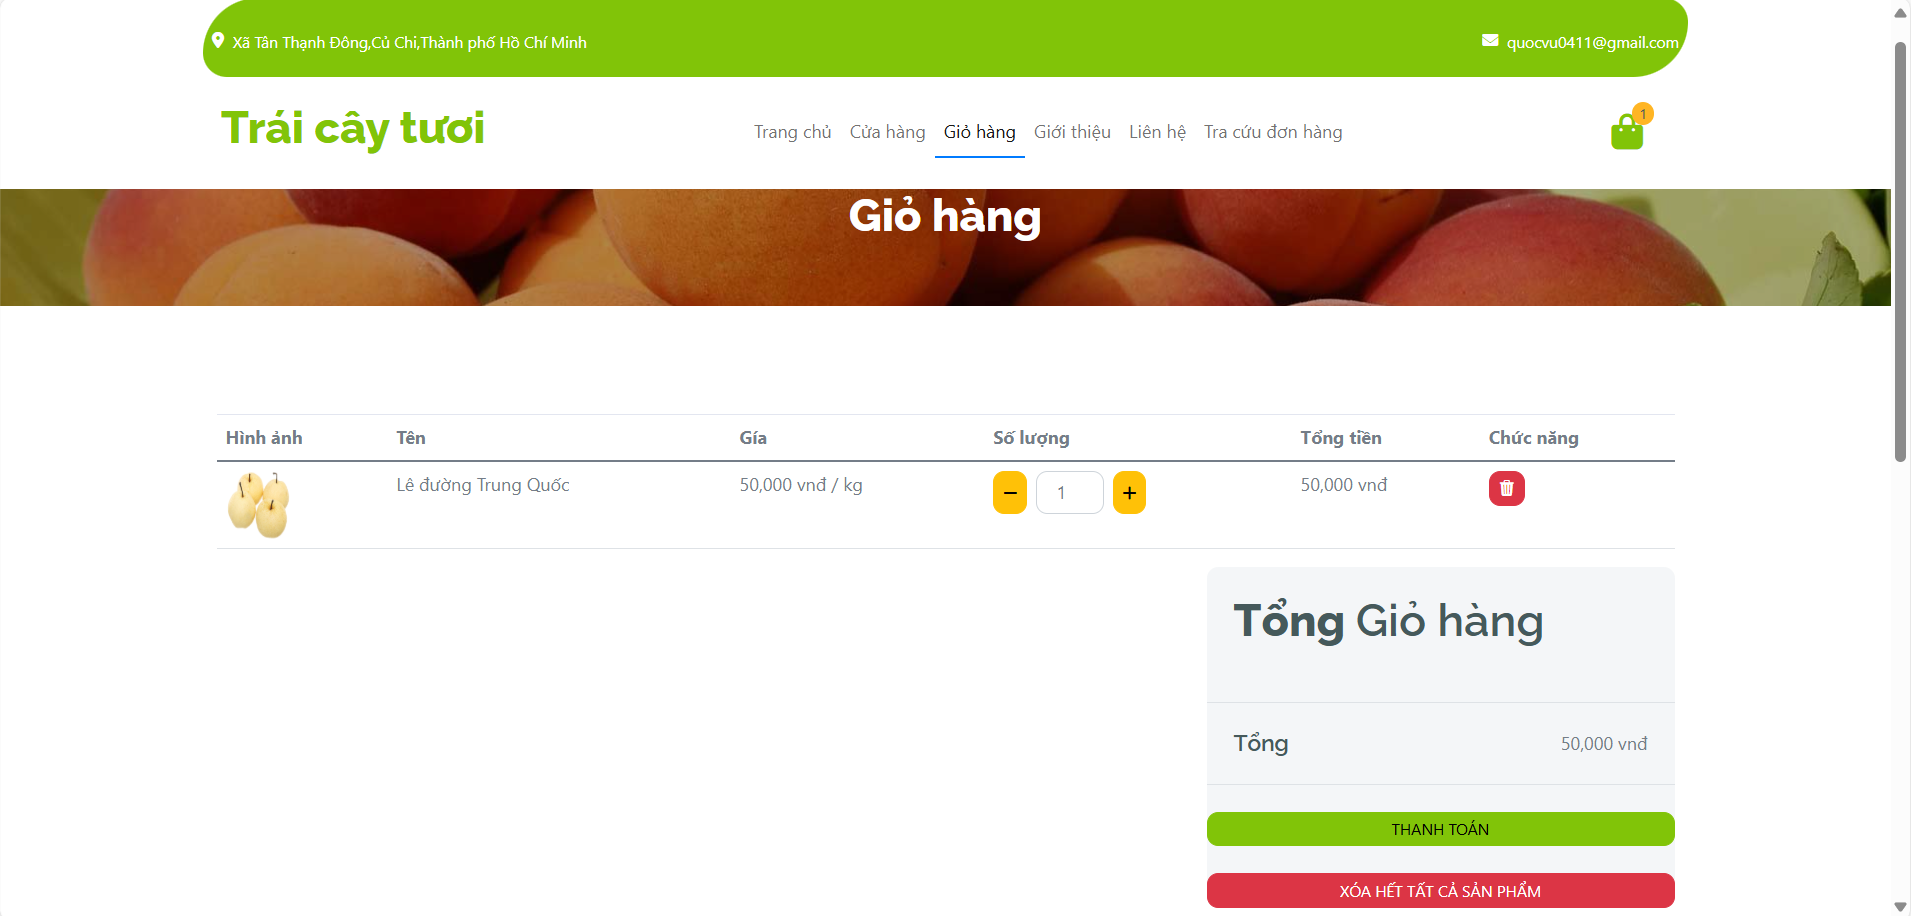 Xã Tân Thạnh Đông,Củ Chi,Thành phố Hồ Chí Minh
quocvu0411@gmail.com
Trái cây tươi
Trang chủ Cửa hàng Giỏ hàng Giới thiệu Liên hệ Tra cứu đơn hàng
1
Giỏ hàng
Hình ảnh Tên Gía Số lượng Tổng tiền Chức năng
Lê đường Trung Quốc 50,000 vnđ / kg − 1 + 50,000 vnđ
Tổng Giỏ hàng
Tổng 50,000 vnđ
THANH TOÁN
XÓA HẾT TẤT CẢ SẢN PHẨM